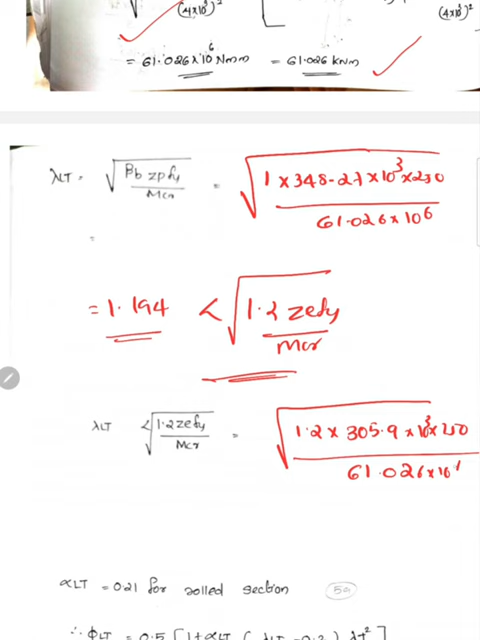 (4×10³)²
(4×10³)²
= 61.026×10⁶ Nmm = 61.026 kNm
λLT = √(βb Zp fy / Mcr) = √(1 × 348.27 × 10³ × 250 / 61.026 × 10⁶)
=
= 1.194 < √(1.2 Ze fy / Mcr)
λLT < √(1.2 Ze fy / Mcr) = √(1.2 × 305.9 × 10³ × 250 / 61.026 × 10
αLT = 0.21 for rolled section
∴ ΦLT = 0.5 [1 + αLT (λLT - 0.2) λT²]